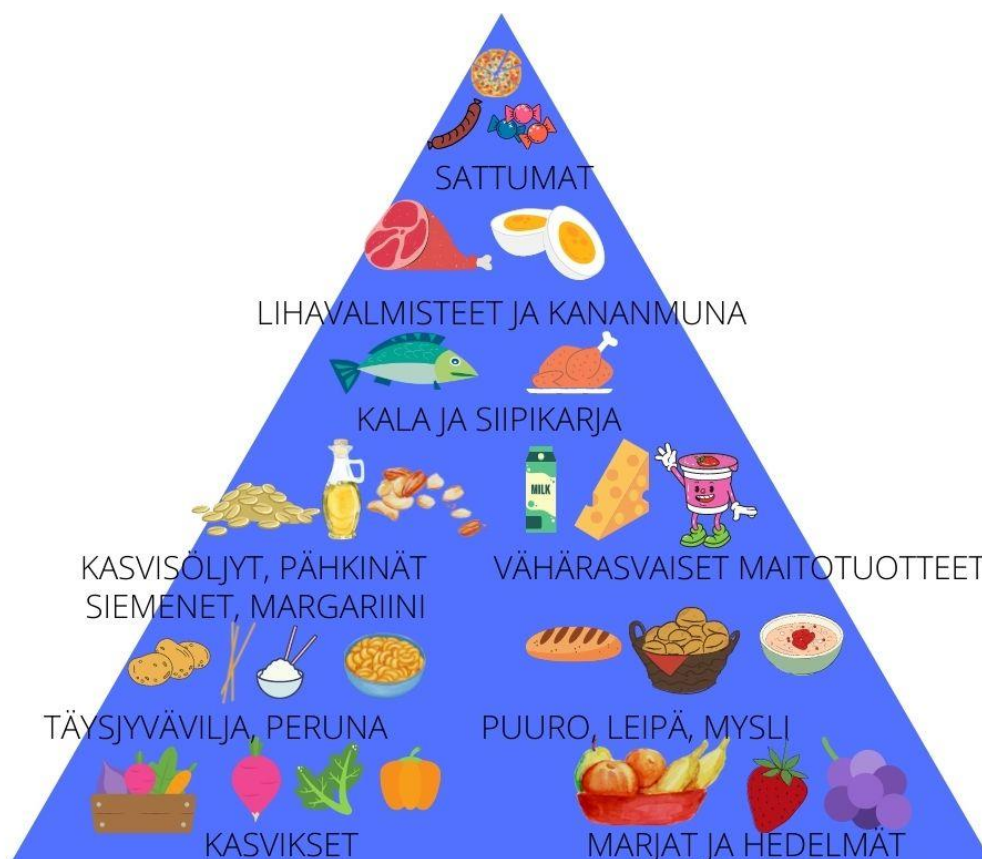 SATTUMAT
LIHAVALMISTEET JA KANANMUNA
KALA JA SIIPIKARJA
MILK
KASVISÖLJYT, PÄHKINÄT
SIEMENET, MARGARIINI
VÄHÄRASVAISET MAITOTUOTTEET
TÄYSJYVÄVILJA, PERUNA
PUURO, LEIPÄ, MYSLI
KASVIKSET
MARJAT JA HEDELMÄT